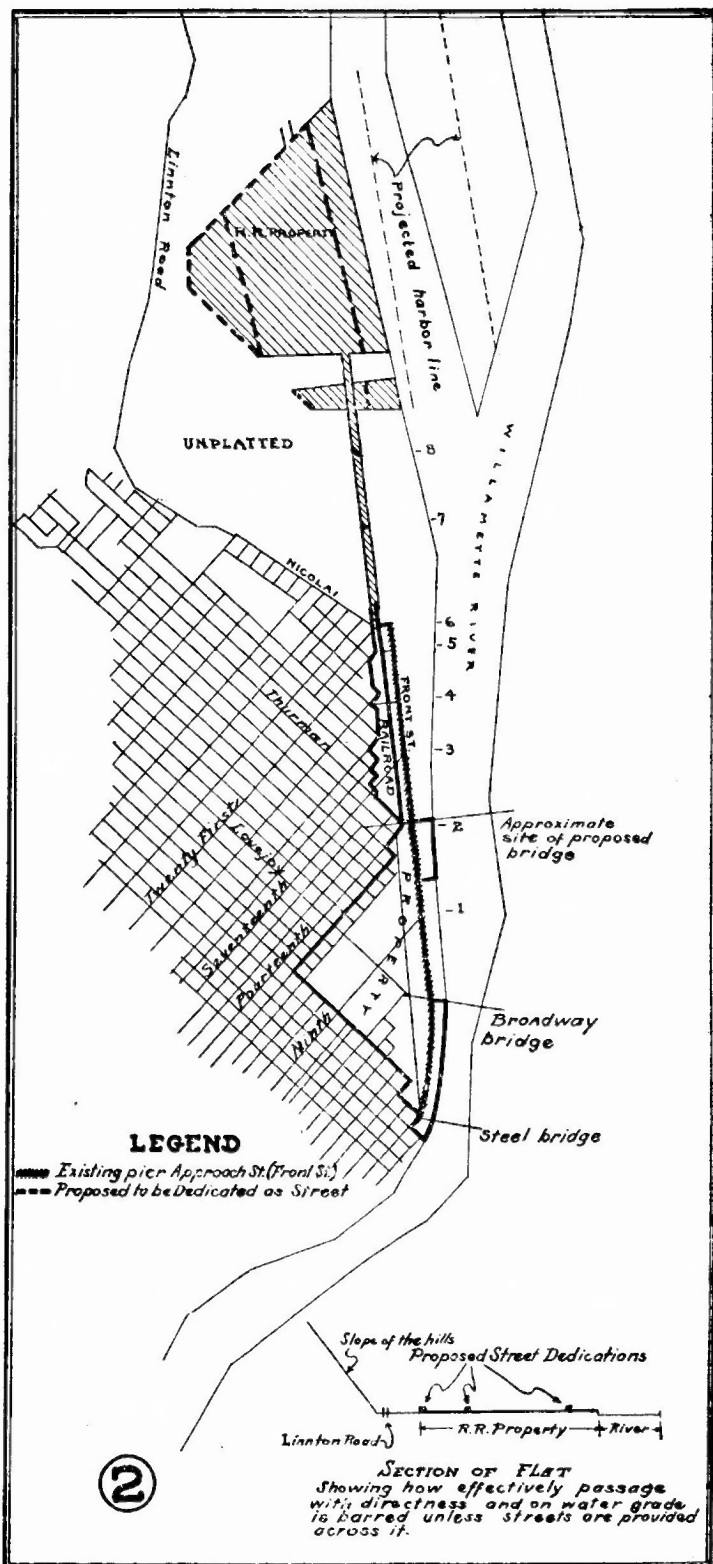 Linnton Road
R.R. PROPERTY
Projected harbor line
UNPLATTED
WILLAMETTE RIVER
8
7
NICOLAI
6
5
Thurman
FRONT ST.
4
RAILROAD
3
2
Approximate
site of proposed
bridge
Twenty First
Lovejoy
PROPERTY
1
Seventeenth
Fourteenth
Ninth
Broadway
bridge
Steel bridge
LEGEND
Existing pier Approach St. (Front St.)
Proposed to be Dedicated as Street
Slope of the hills
Proposed Street Dedications
Linnton Road
R.R. Property
River
2
SECTION OF FLAT
Showing how effectively passage
with directness and on water grade
is barred unless streets are provided
across it.